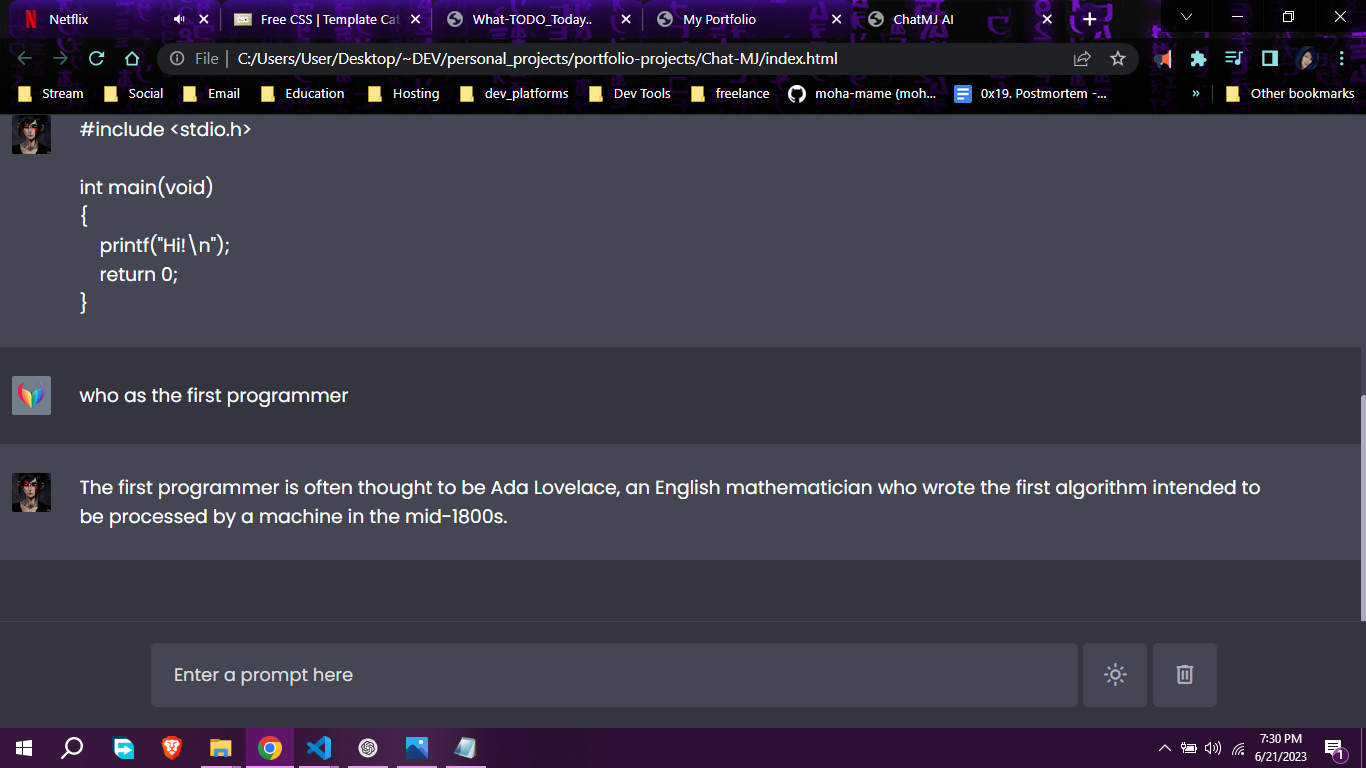 Netflix
Free CSS | Template Cat
What-TODO_Today..
My Portfolio
ChatMJ AI
File | C:/Users/User/Desktop/~DEV/personal_projects/portfolio-projects/Chat-MJ/index.html
Stream
Social
Email
Education
Hosting
dev_platforms
Dev Tools
freelance
moha-mame (moh...
0x19. Postmortem -...
»
Other bookmarks
#include <stdio.h>
int main(void)
{
printf("Hi!\n");
return 0;
}
who as the first programmer
The first programmer is often thought to be Ada Lovelace, an English mathematician who wrote the first algorithm intended to
be processed by a machine in the mid-1800s.
Enter a prompt here
7:30 PM
6/21/2023
1